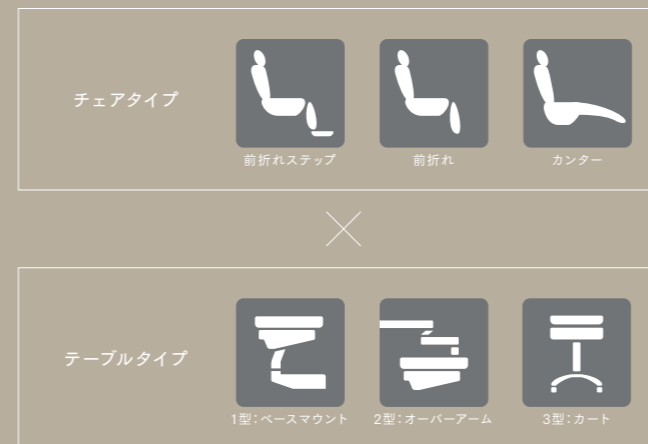 チェアタイプ
前折れステップ
前折れ
カンター
×
テーブルタイプ
1型：ベースマウント
2型：オーバーアーム
3型：カート